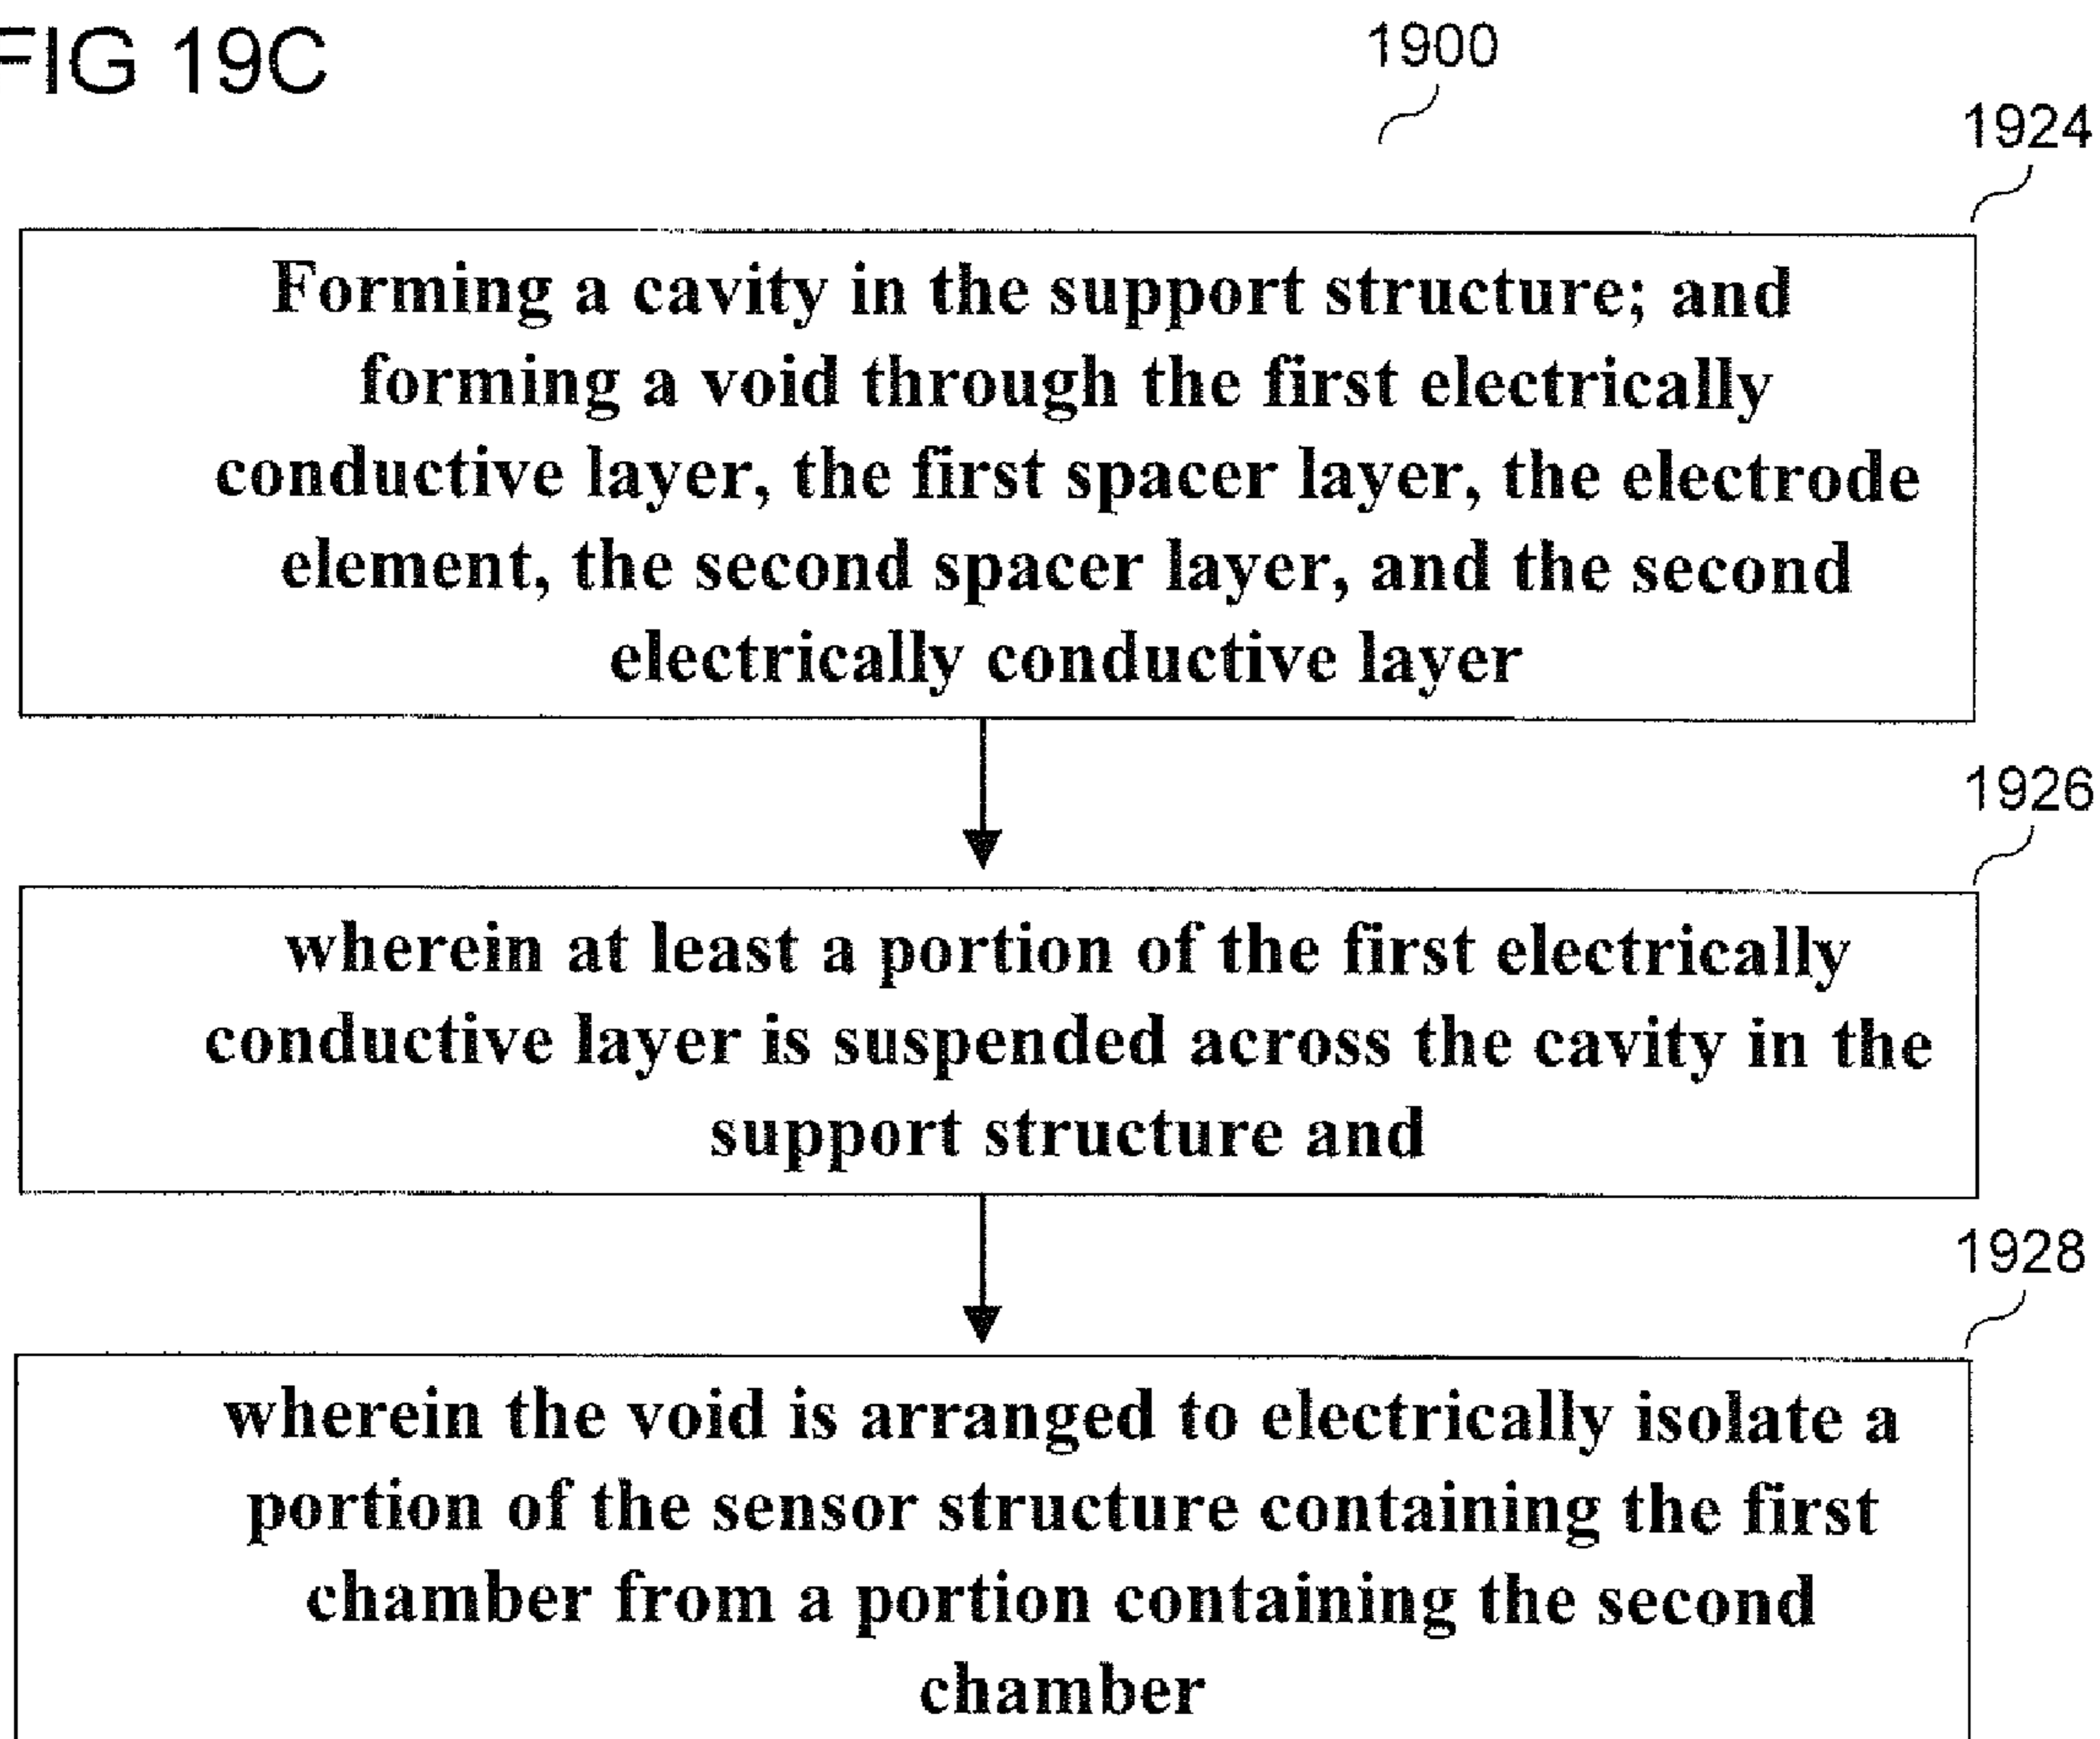 FIG 19C
1900
1924
Forming a cavity in the support structure; and
forming a void through the first electrically
conductive layer, the first spacer layer, the electrode
element, the second spacer layer, and the second
electrically conductive layer
1926
wherein at least a portion of the first electrically
conductive layer is suspended across the cavity in the
support structure and
1928
wherein the void is arranged to electrically isolate a
portion of the sensor structure containing the first
chamber from a portion containing the second
chamber